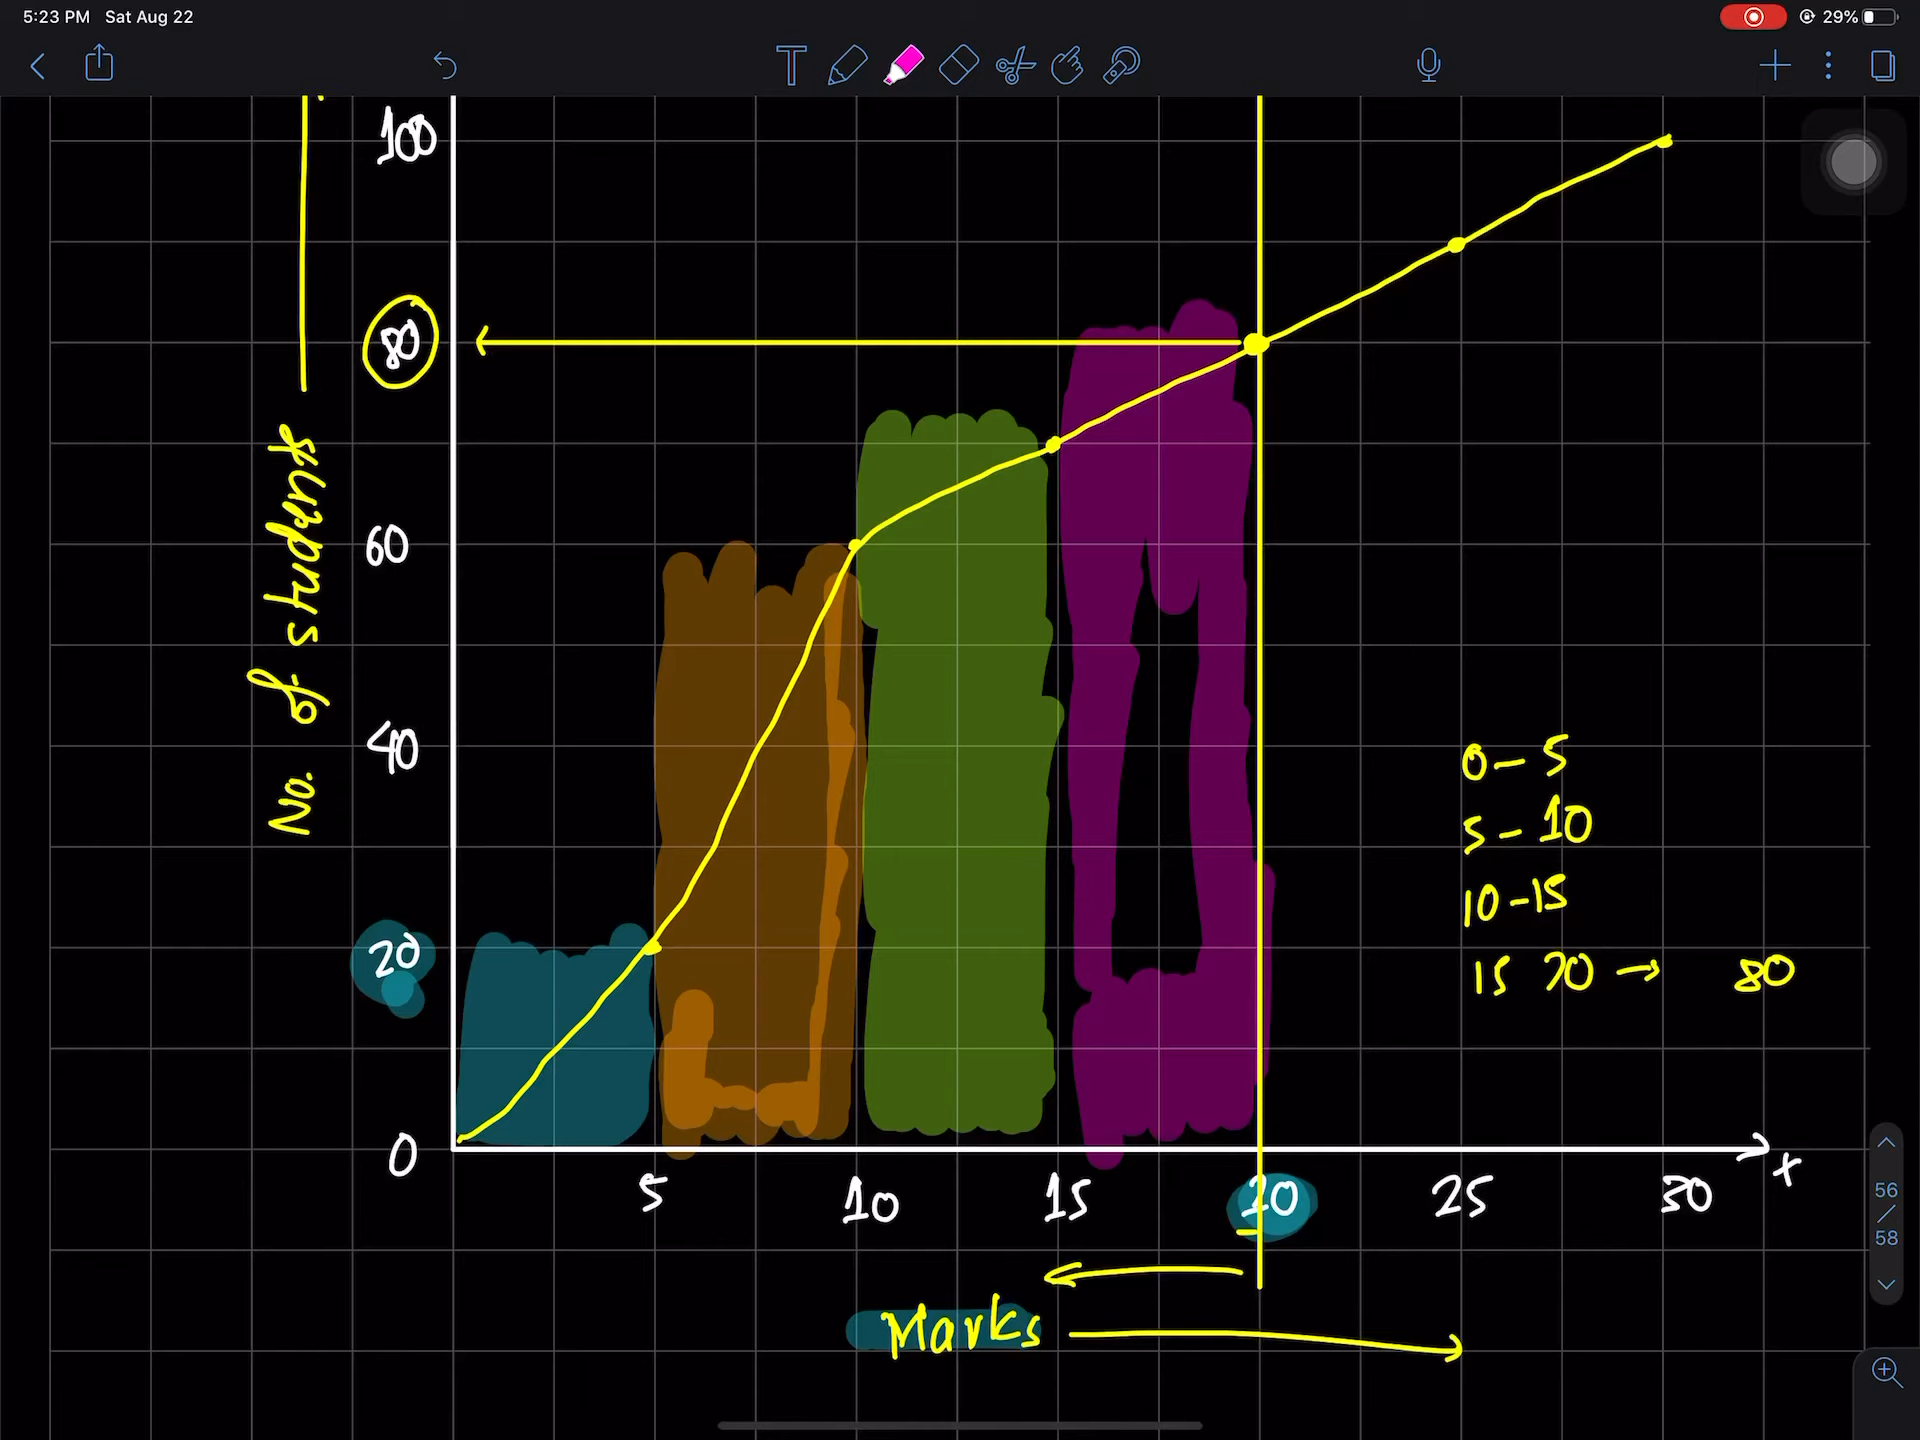 5:23 PM Sat Aug 22
29%
T
100
80
60
40
20
0
No. of students
0 - 5
5 - 10
10 - 15
15 20 → 80
5 10 15 20 25 30 x
Marks
56
/
58